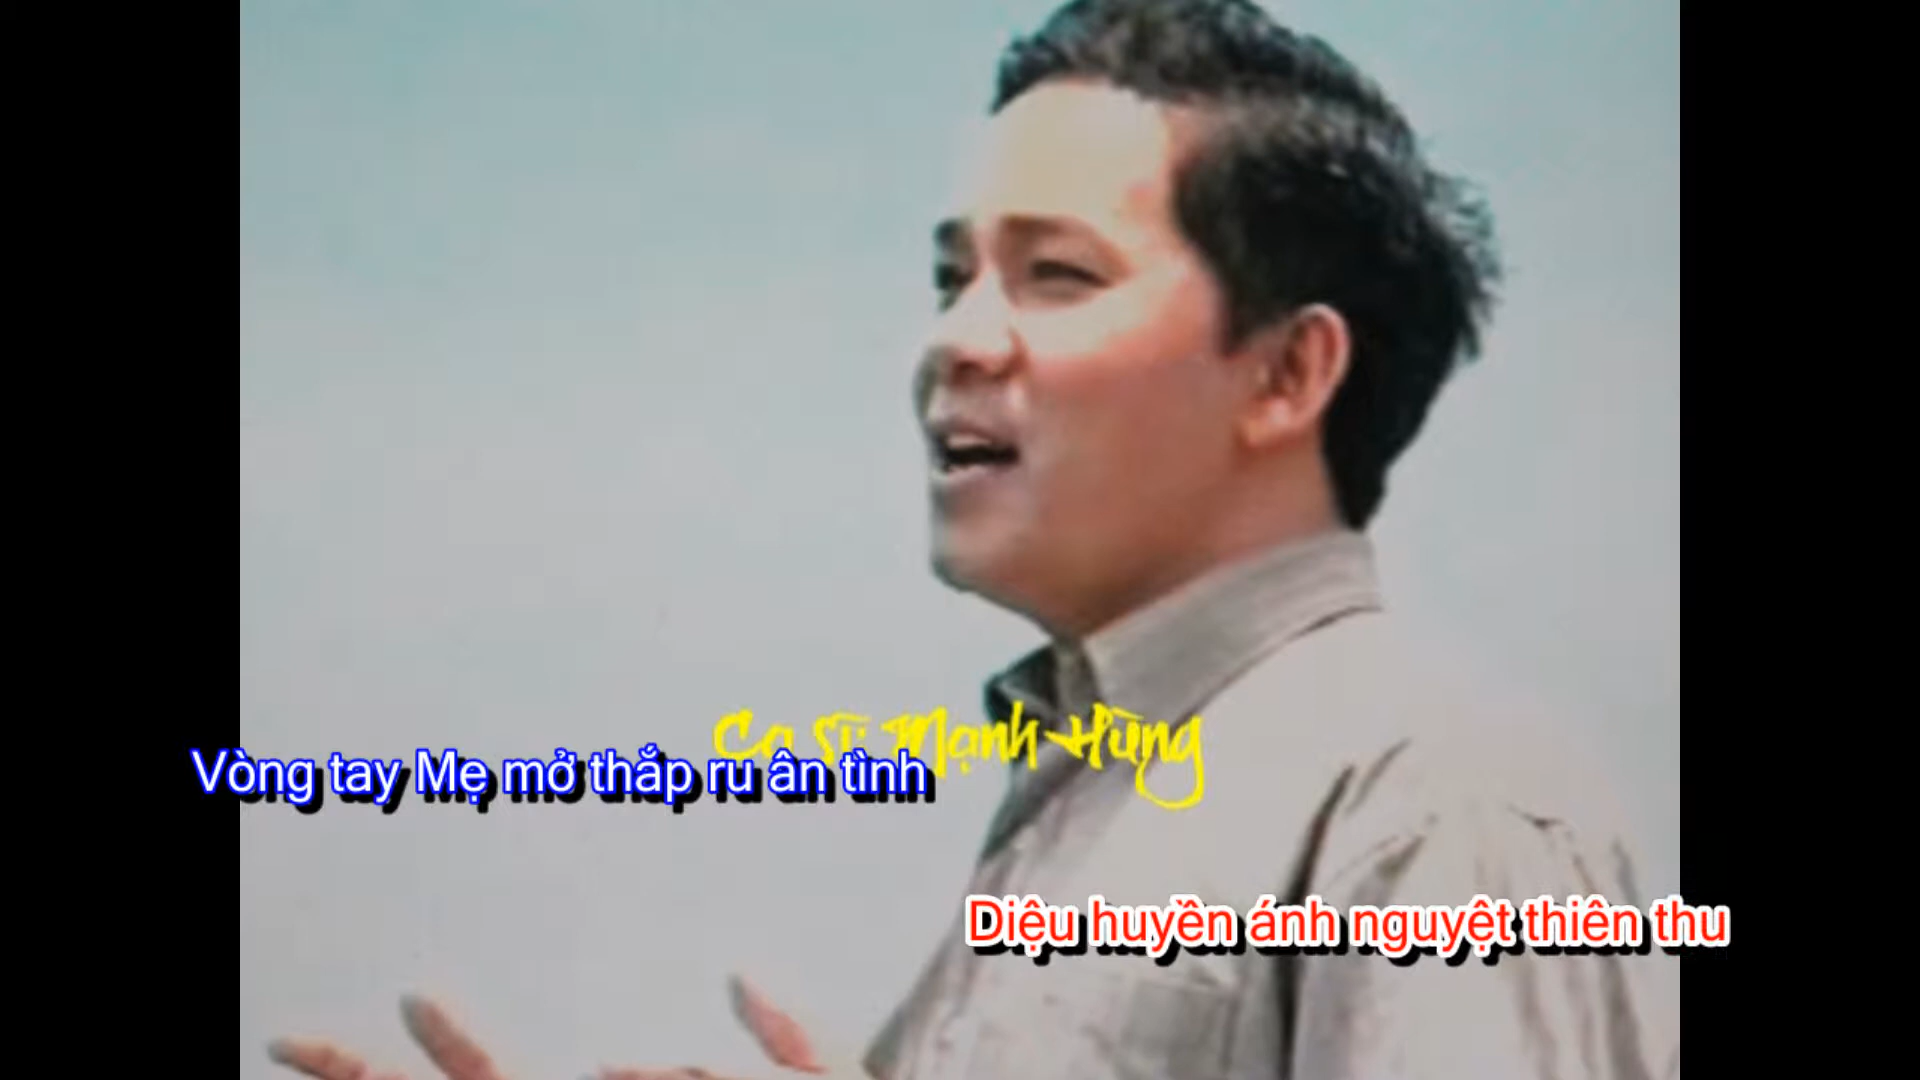 Ca sĩ: Mạnh Hùng
Vòng tay Mẹ mở thắp ru ân tình
Diệu huyền ánh nguyệt thiên thu